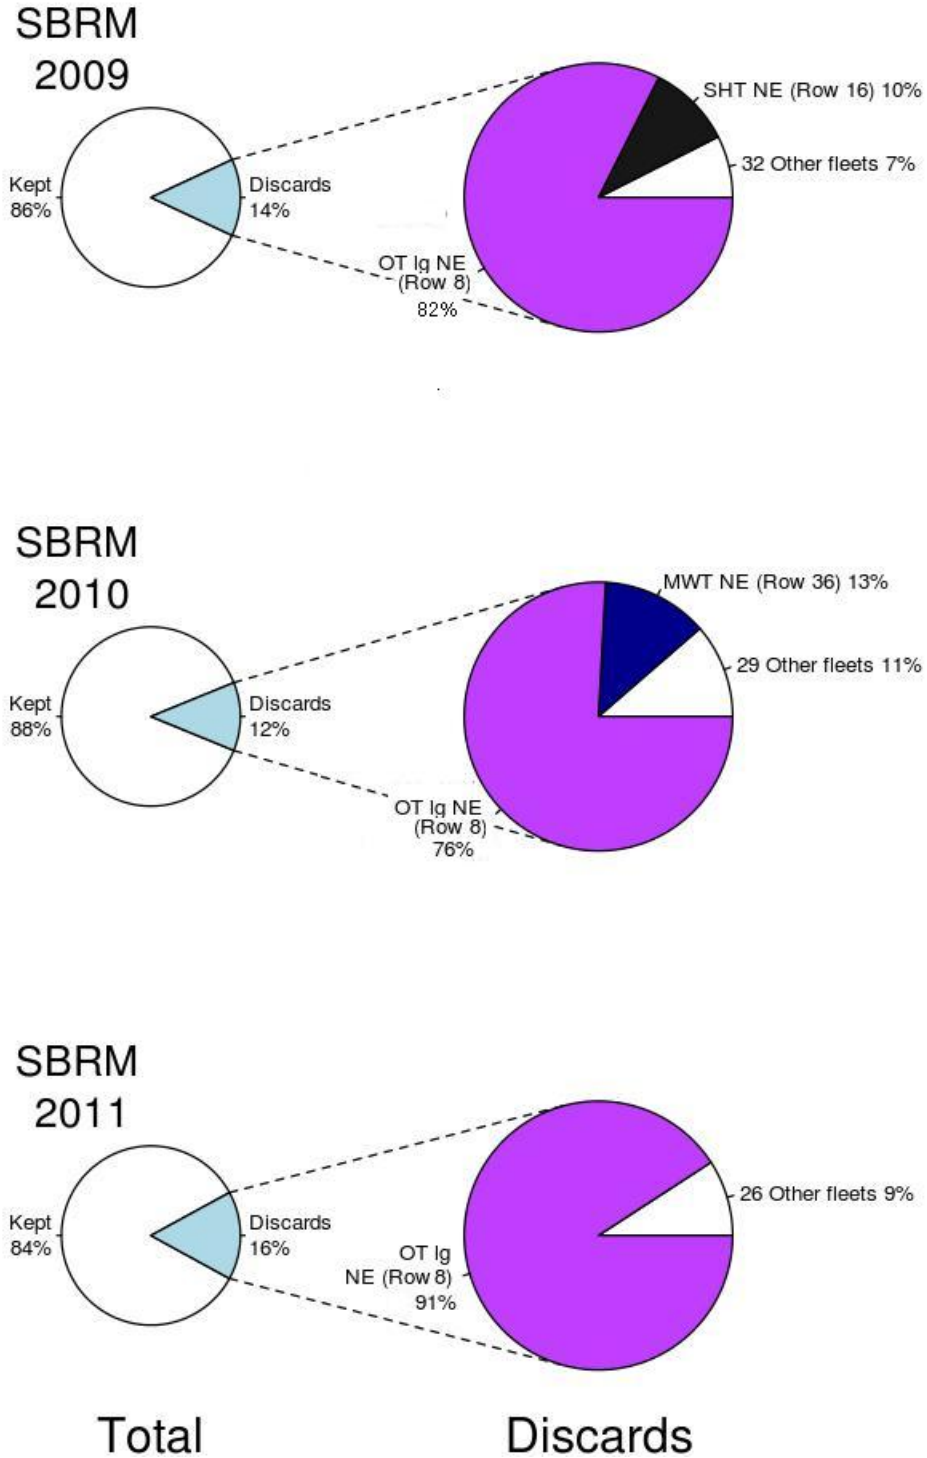 SBRM
2009
SHT NE (Row 16) 10%
32 Other fleets 7%
Kept
86%
Discards
14%
OT lg NE
(Row 8)
82%
SBRM
2010
MWT NE (Row 36) 13%
29 Other fleets 11%
Kept
88%
Discards
12%
OT lg NE
(Row 8)
76%
SBRM
2011
26 Other fleets 9%
Kept
84%
Discards
16%
OT lg
NE (Row 8)
91%
Total
Discards